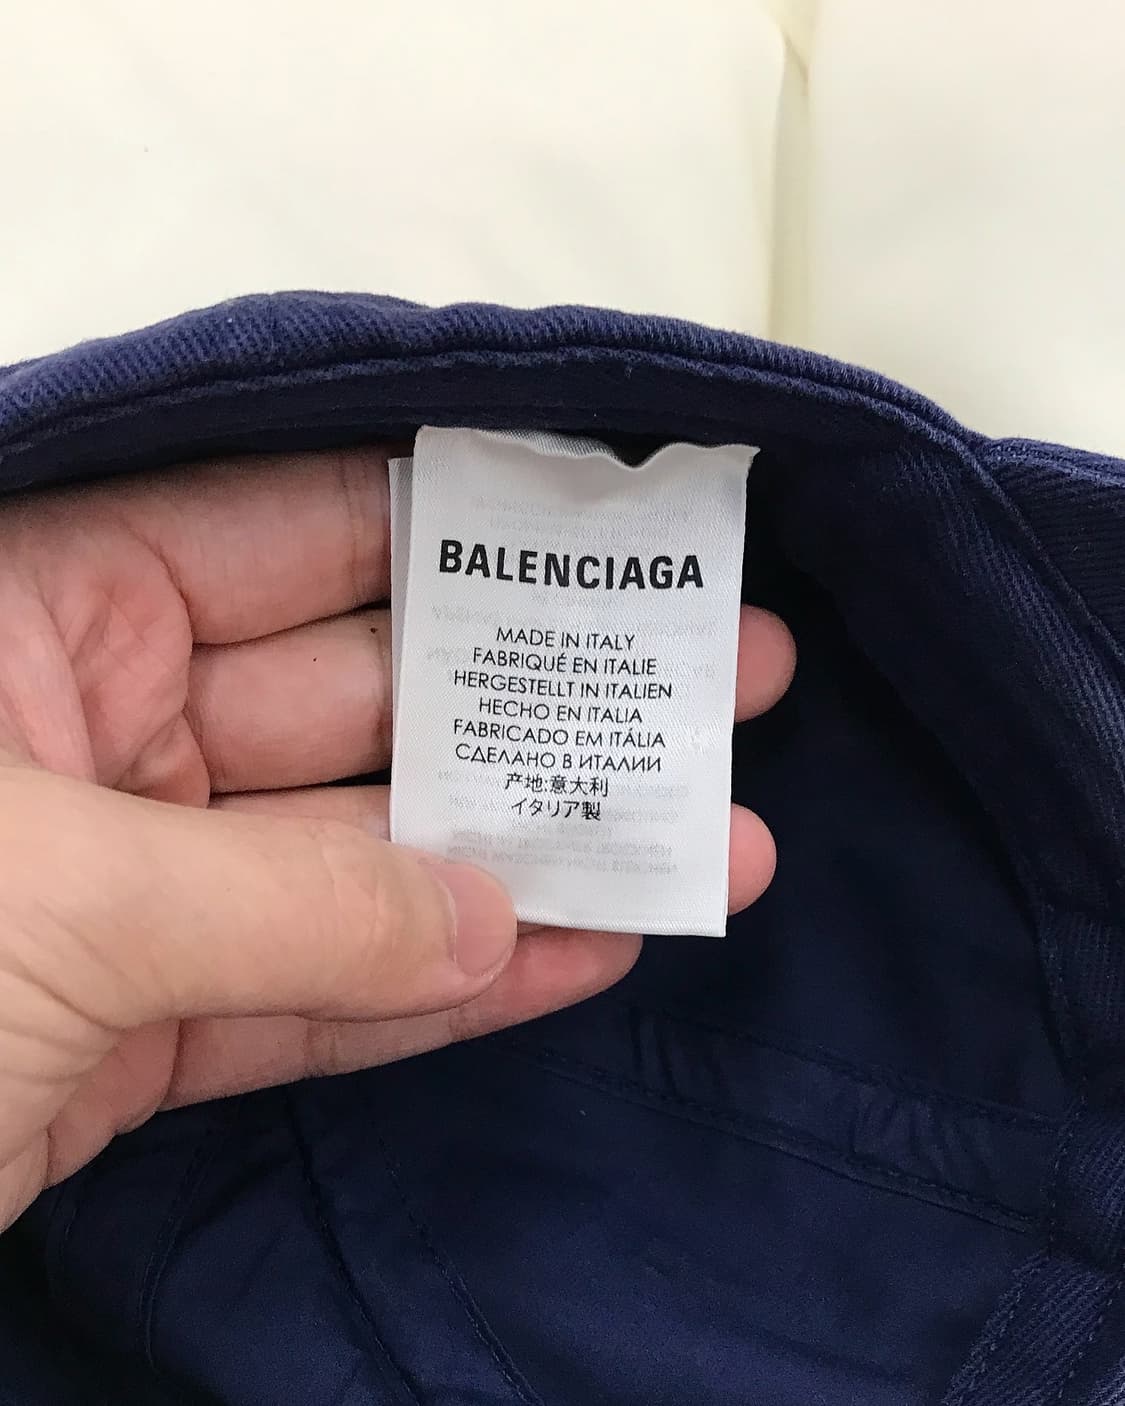 BALENCIAGA
MADE IN ITALY
FABRIQUÉ EN ITALIE
HERGESTELLT IN ITALIEN
HECHO EN ITALIA
FABRICADO EM ITÁLIA
СДЕЛАНО В ИТАЛИИ
产地:意大利
イタリア製